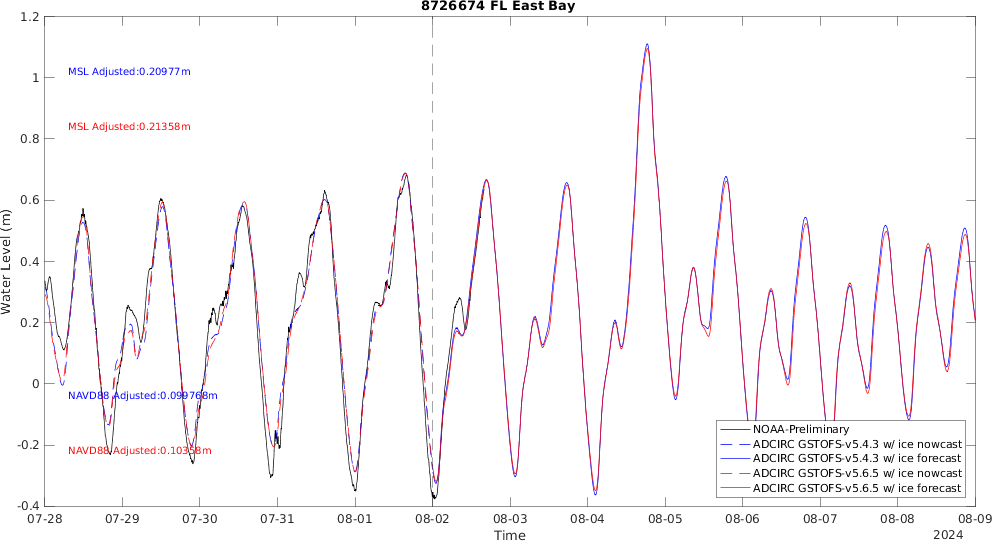 8726674 FL East Bay
1.2
1
0.8
0.6
0.4
0.2
0
-0.2
-0.4
Water Level (m)
MSL Adjusted:0.20977m
MSL Adjusted:0.21358m
NAVD88 Adjusted:0.099768m
NAVD88 Adjusted:0.10358m
NOAA-Preliminary
ADCIRC GSTOFS-v5.4.3 w/ ice nowcast
ADCIRC GSTOFS-v5.4.3 w/ ice forecast
ADCIRC GSTOFS-v5.6.5 w/ ice nowcast
ADCIRC GSTOFS-v5.6.5 w/ ice forecast
07-28 07-29 07-30 07-31 08-01 08-02 08-03 08-04 08-05 08-06 08-07 08-08 08-09
Time
2024